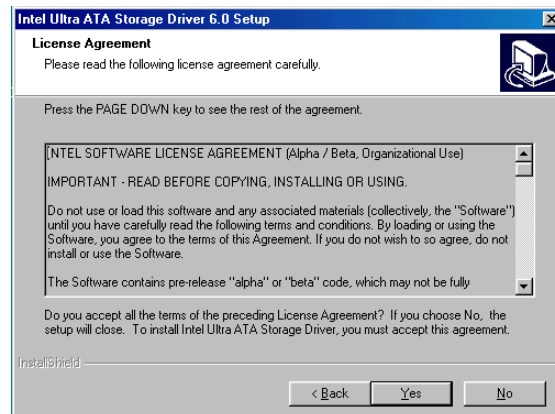 Intel Ultra ATA Storage Driver 6.0 Setup
License Agreement
Please read the following license agreement carefully.
Press the PAGE DOWN key to see the rest of the agreement.
INTEL SOFTWARE LICENSE AGREEMENT (Alpha / Beta, Organizational Use)
IMPORTANT - READ BEFORE COPYING, INSTALLING OR USING.
Do not use or load this software and any associated materials (collectively, the "Software")
until you have carefully read the following terms and conditions. By loading or using the
Software, you agree to the terms of this Agreement. If you do not wish to so agree, do not
install or use the Software.
The Software contains pre-release "alpha" or "beta" code, which may not be fully
Do you accept all the terms of the preceding License Agreement? If you choose No, the
setup will close. To install Intel Ultra ATA Storage Driver, you must accept this agreement.
InstallShield
< Back Yes No